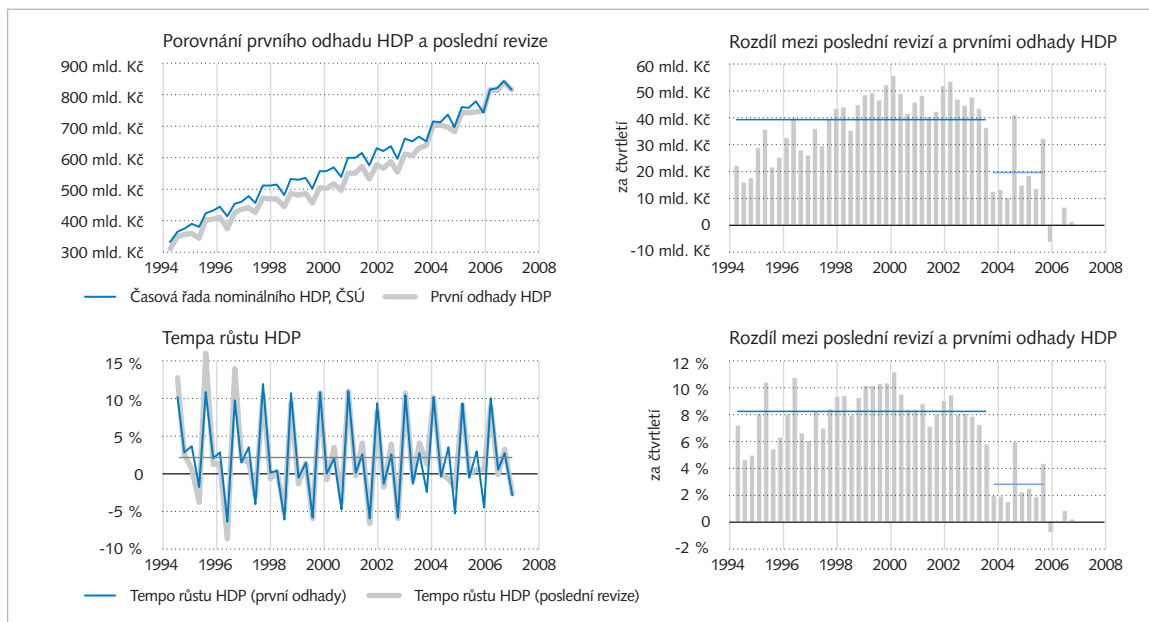 Porovnání prvního odhadu HDP a poslední revize
900 mld. Kč
800 mld. Kč
700 mld. Kč
600 mld. Kč
500 mld. Kč
400 mld. Kč
300 mld. Kč
1994 1996 1998 2000 2002 2004 2006 2008
Časová řada nominálního HDP, ČSÚ
První odhady HDP
Rozdíl mezi poslední revizí a prvními odhady HDP
60 mld. Kč
50 mld. Kč
40 mld. Kč
30 mld. Kč
20 mld. Kč
10 mld. Kč
0
-10 mld. Kč
za čtvrtletí
1994 1996 1998 2000 2002 2004 2006 2008
Tempa růstu HDP
15 %
10 %
5 %
0
-5 %
-10 %
1994 1996 1998 2000 2002 2004 2006 2008
Tempo růstu HDP (první odhady)
Tempo růstu HDP (poslední revize)
Rozdíl mezi poslední revizí a prvními odhady HDP
12 %
10 %
8 %
6 %
4 %
2 %
0
-2 %
za čtvrtletí
1994 1996 1998 2000 2002 2004 2006 2008